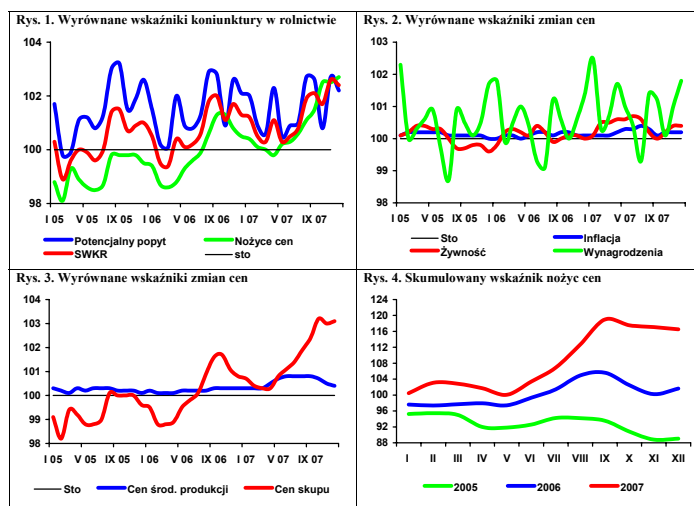 Rys. 1. Wyrównane wskaźniki koniunktury w rolnictwie
104
102
100
98
I 05 V 05 IX 05 I 06 V 06 IX 06 I 07 V 07 IX 07
Potencjalny popyt Nożyce cen
SWKR sto
Rys. 2. Wyrównane wskaźniki zmian cen
103
102
101
100
99
98
I 05 V 05 IX 05 I 06 V 06 IX 06 I 07 V 07 IX 07
Sto Inflacja
Żywność Wynagrodzenia
Rys. 3. Wyrównane wskaźniki zmian cen
104
103
102
101
100
99
98
I 05 V 05 IX 05 I 06 V 06 IX 06 I 07 V 07 IX 07
Sto Cen środ. produkcji Cen skupu
Rys. 4. Skumulowany wskaźnik nożyc cen
124
120
116
112
108
104
100
96
92
88
I II III IV V VI VII VIII IX X XI XII
2005 2006 2007